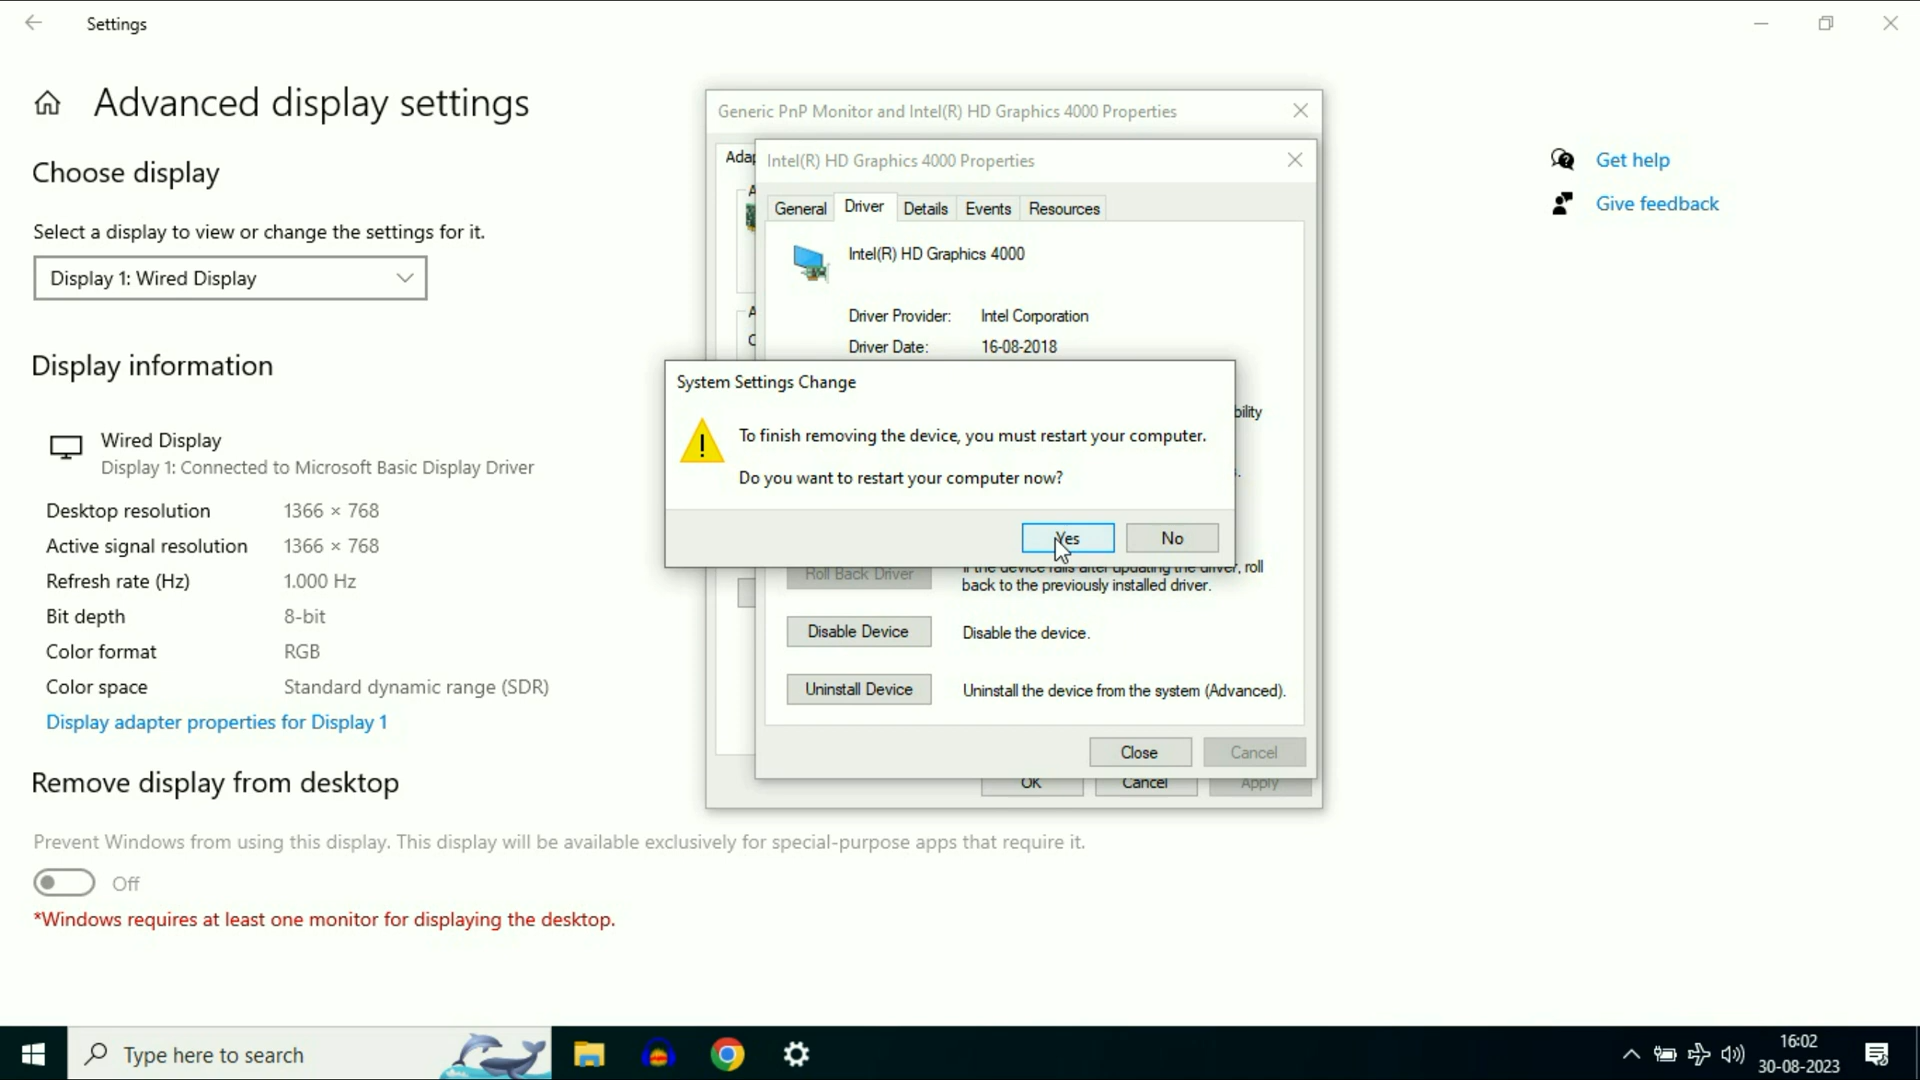 Settings
Advanced display settings
Choose display
Select a display to view or change the settings for it.
Display 1: Wired Display
Display information
Wired Display
Display 1: Connected to Microsoft Basic Display Driver
Desktop resolution 1366 × 768
Active signal resolution 1366 × 768
Refresh rate (Hz) 1.000 Hz
Bit depth 8-bit
Color format RGB
Color space Standard dynamic range (SDR)
Display adapter properties for Display 1
Remove display from desktop
Prevent Windows from using this display. This display will be available exclusively for special-purpose apps that require it.
Off
*Windows requires at least one monitor for displaying the desktop.
Generic PnP Monitor and Intel(R) HD Graphics 4000 Properties
Intel(R) HD Graphics 4000 Properties
General Driver Details Events Resources
Intel(R) HD Graphics 4000
Driver Provider: Intel Corporation
Driver Date: 16-08-2018
System Settings Change
To finish removing the device, you must restart your computer.
Do you want to restart your computer now?
Yes No
Roll Back Driver
If the device fails after updating the driver, roll
back to the previously installed driver.
Disable Device Disable the device.
Uninstall Device Uninstall the device from the system (Advanced).
Close Cancel
OK Cancel Apply
Get help
Give feedback
Type here to search
16:02
30-08-2023